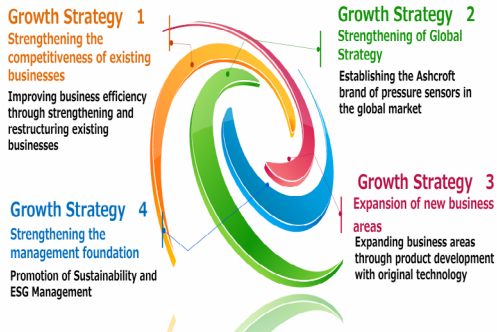 Growth Strategy 1
Strengthening the
competitiveness of existing
businesses
Improving business efficiency
through strengthening and
restructuring existing
businesses
Growth Strategy 2
Strengthening of Global
Strategy
Establishing the Ashcroft
brand of pressure sensors in
the global market
Growth Strategy 3
Expansion of new business
areas
Expanding business areas
through product development
with original technology
Growth Strategy 4
Strengthening the
management foundation
Promotion of Sustainability and
ESG Management